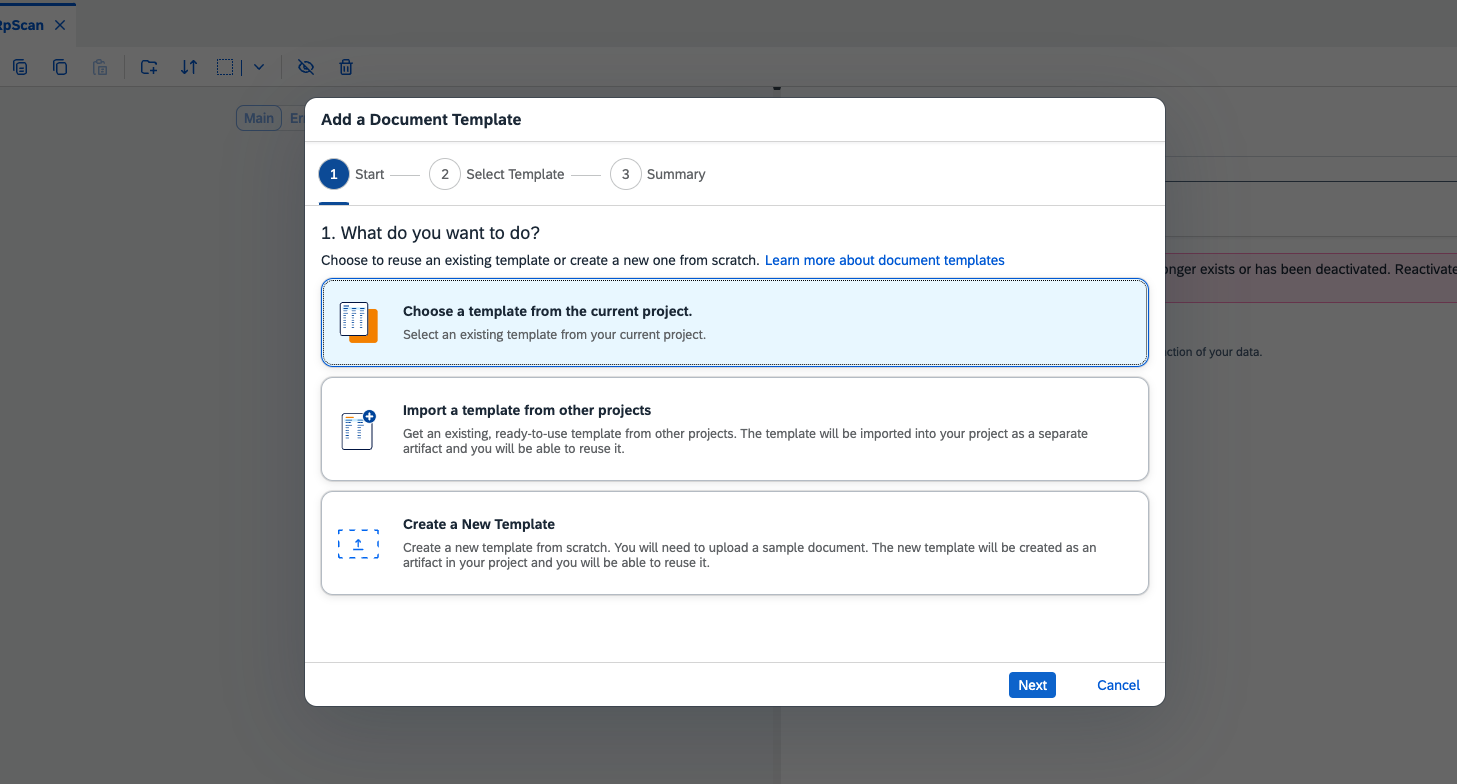 RpScan
Main
Add a Document Template
1 Start
2 Select Template
3 Summary
1. What do you want to do?
Choose to reuse an existing template or create a new one from scratch. Learn more about document templates
Choose a template from the current project.
Select an existing template from your current project.
Import a template from other projects
Get an existing, ready-to-use template from other projects. The template will be imported into your project as a separate
artifact and you will be able to reuse it.
Create a New Template
Create a new template from scratch. You will need to upload a sample document. The new template will be created as an
artifact in your project and you will be able to reuse it.
Next
Cancel
onger exists or has been deactivated. Reactivate
ction of your data.